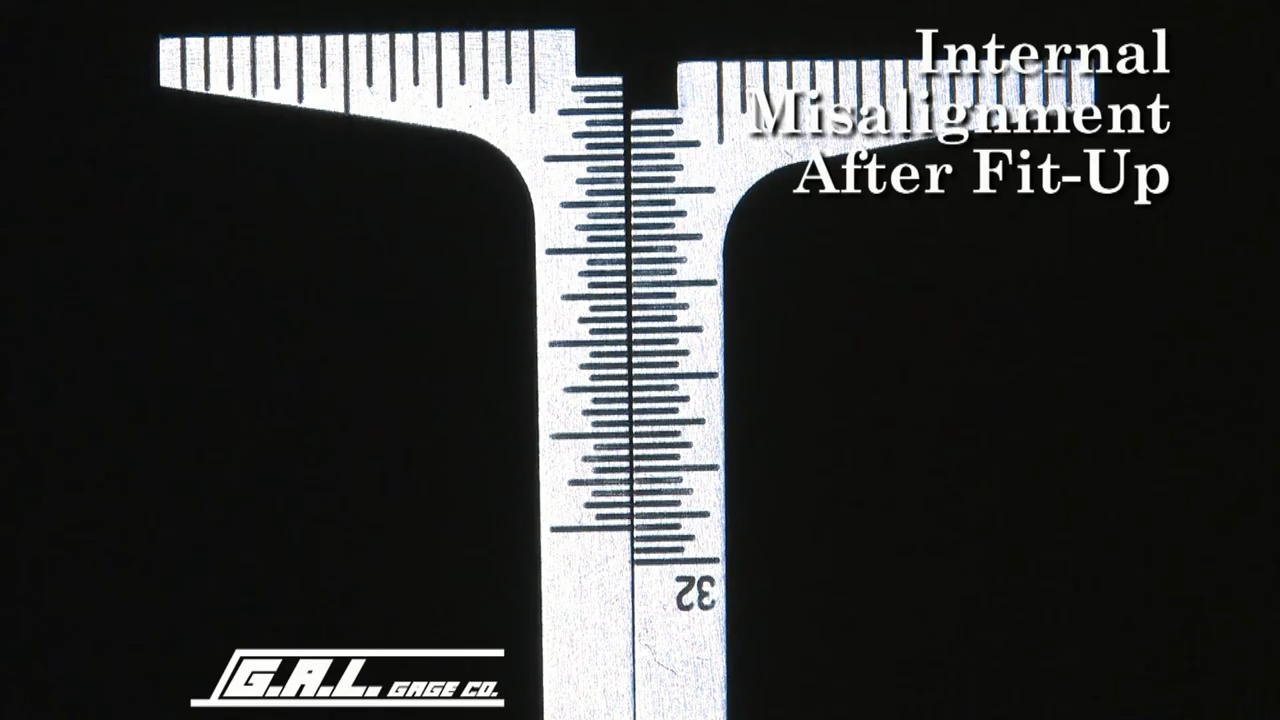 Internal
Misalignment
After Fit-Up
32
G.A.L. GAGE CO.